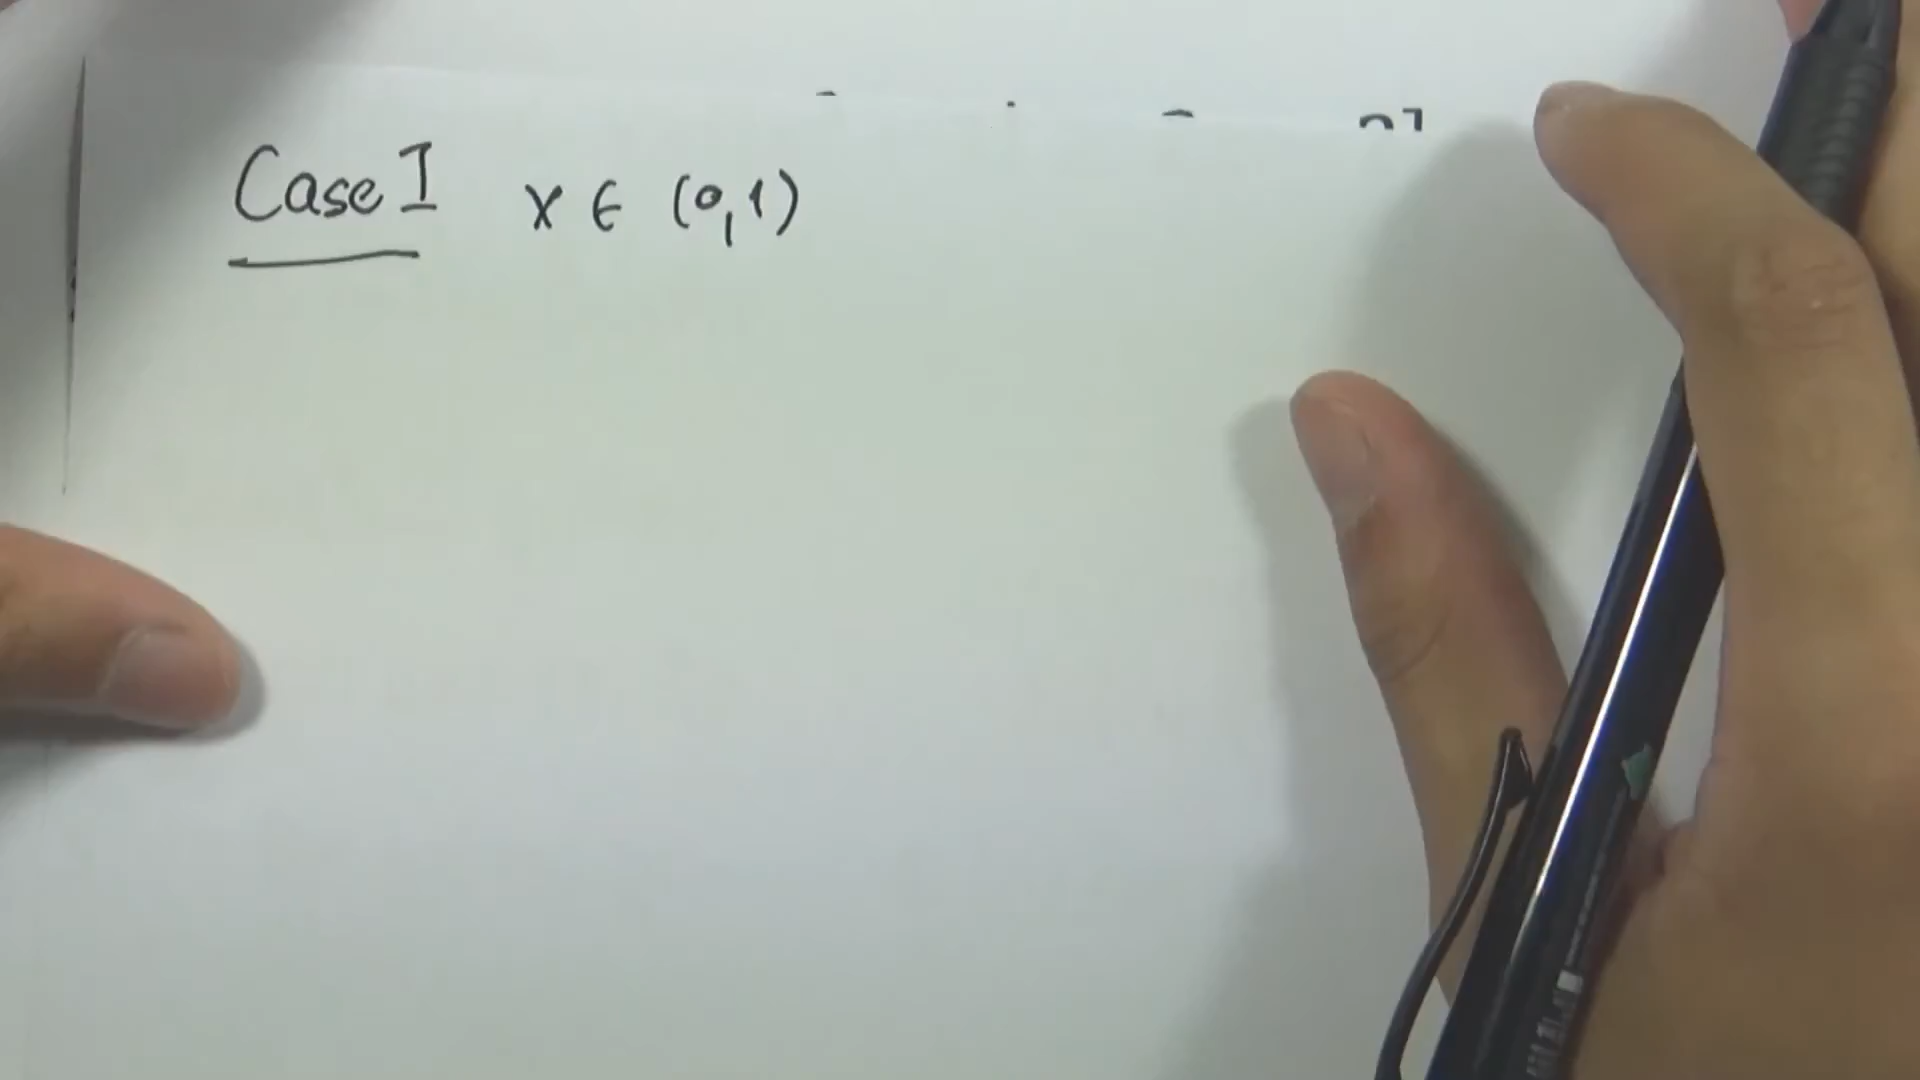 Case I x ∈ (0,1)